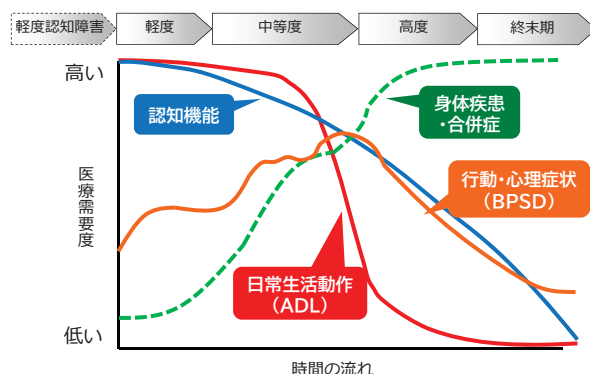 軽度認知障害
軽度
中等度
高度
終末期
高い
認知機能
身体疾患
・合併症
医療需要度
行動・心理症状
（BPSD）
日常生活動作
（ADL）
低い
時間の流れ